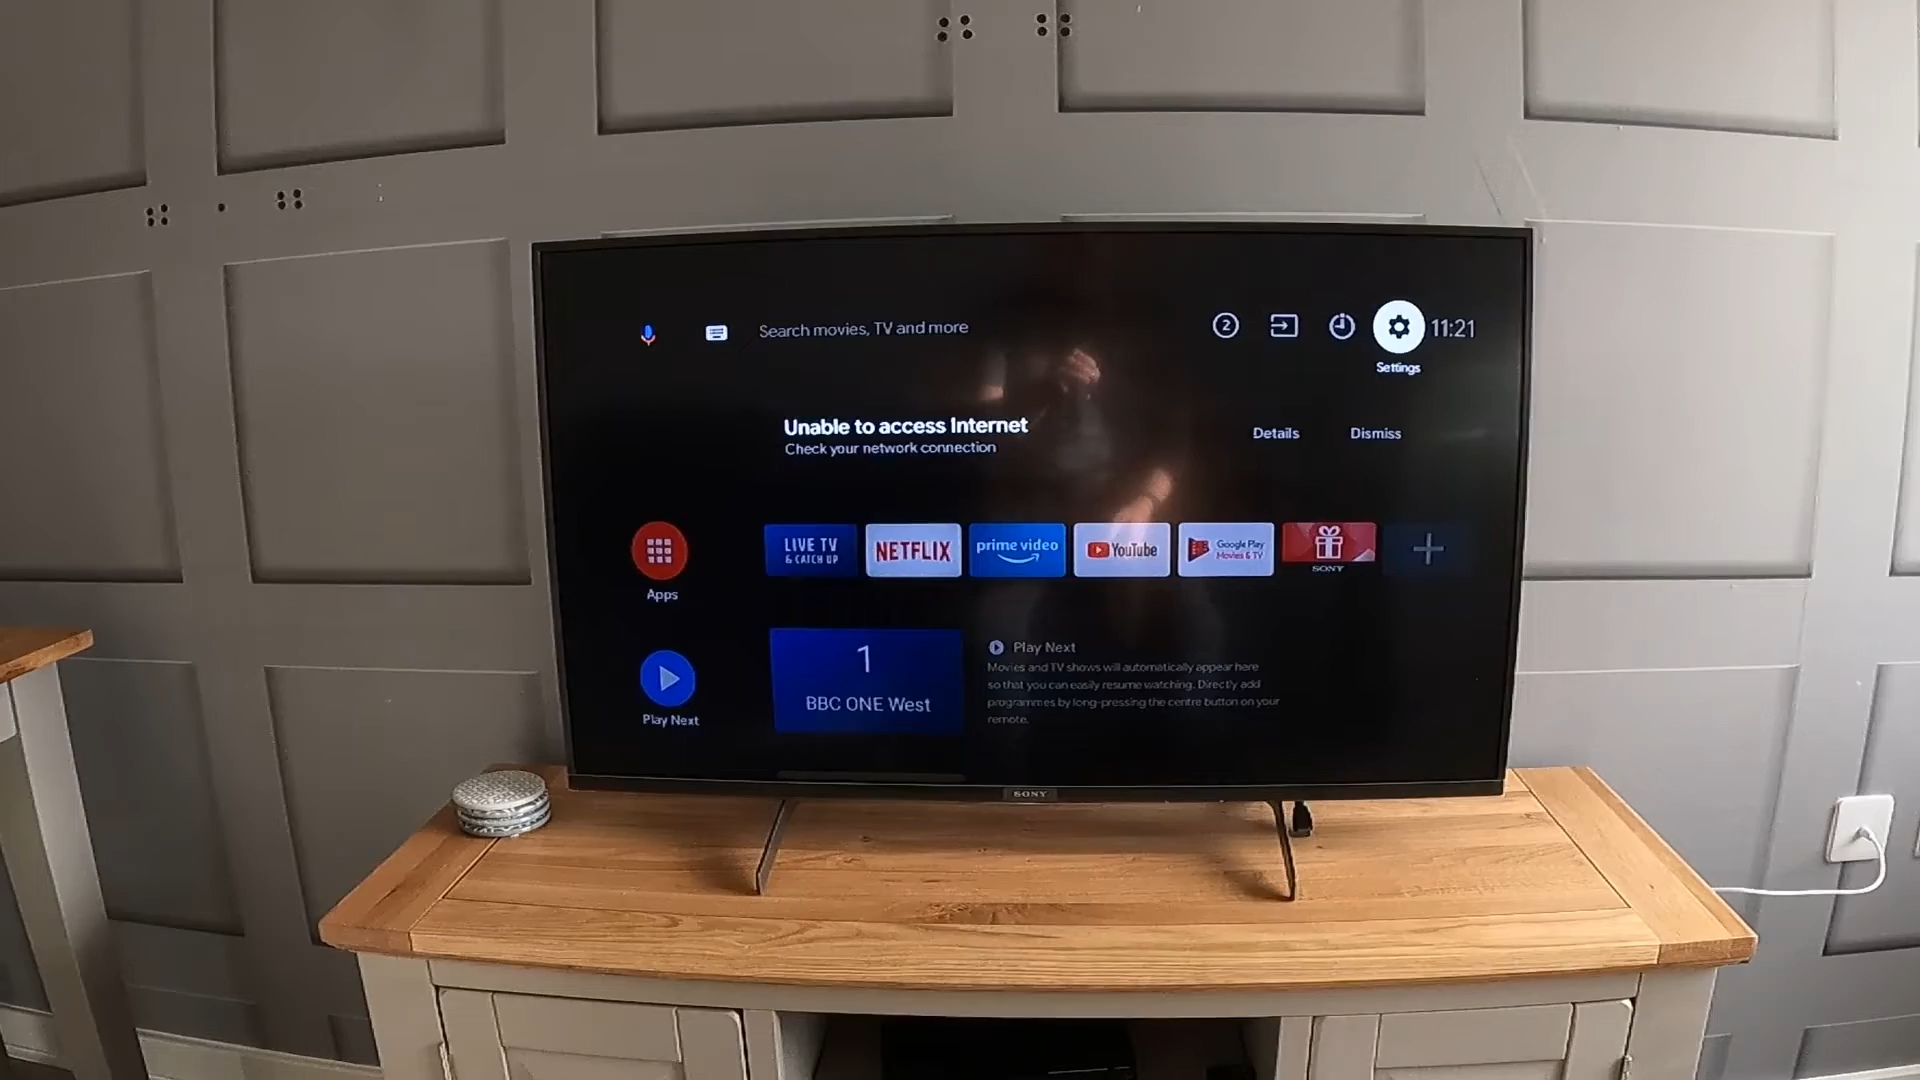 Search movies, TV and more
2
11:21
Settings
Unable to access Internet
Check your network connection
Details
Dismiss
LIVE TV
& CATCH UP
NETFLIX
prime video
YouTube
Google Play
Movies & TV
SONY
Apps
1
BBC ONE West
Play Next
Movies and TV shows will automatically appear here
so that you can easily resume watching. Directly add
programmes by long-pressing the centre button on your
remote.
Play Next
SONY